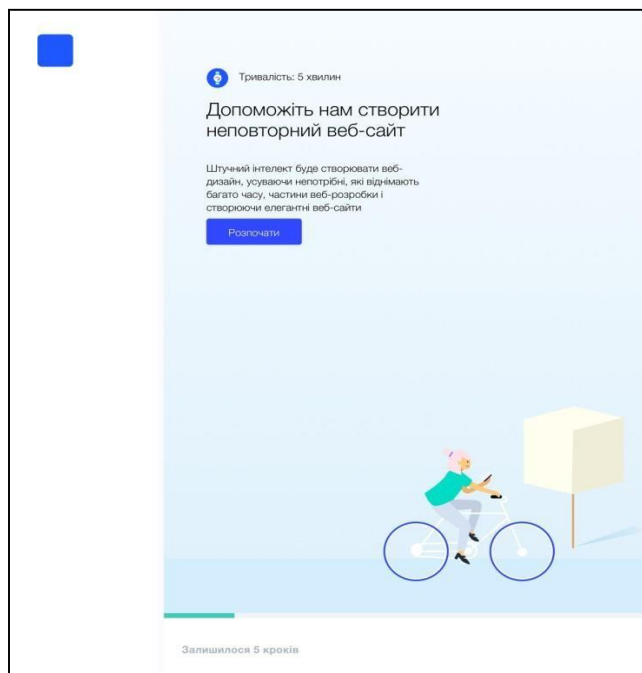 Тривалість: 5 хвилин
Допоможіть нам створити
неповторний веб-сайт
Штучний інтелект буде створювати веб-
дизайн, усуваючи непотрібні, які віднімають
багато часу, частини веб-розробки і
створюючи елегантні веб-сайти
Розпочати
Залишилося 5 кроків